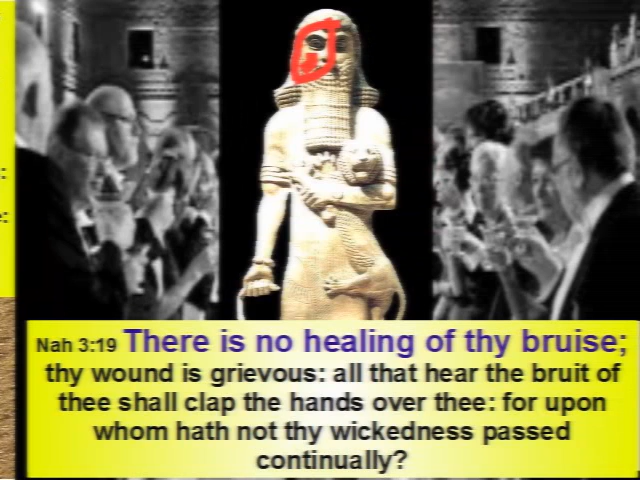 Nah 3:19 There is no healing of thy bruise;
thy wound is grievous: all that hear the bruit of
thee shall clap the hands over thee: for upon
whom hath not thy wickedness passed
continually?